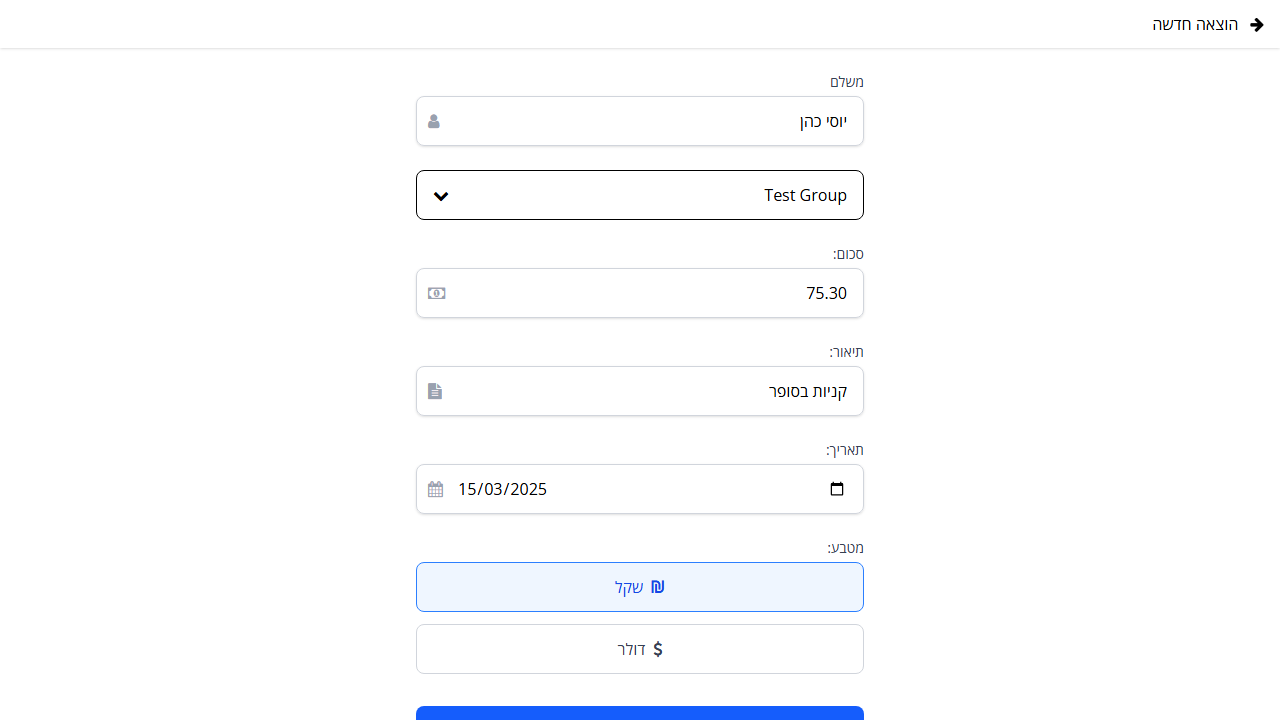 הוצאה חדשה
משלם
יוסי כהן
Test Group
סכום:
75.30
תיאור:
קניות בסופר
תאריך:
15/03/2025
מטבע:
₪ שקל
$ דולר